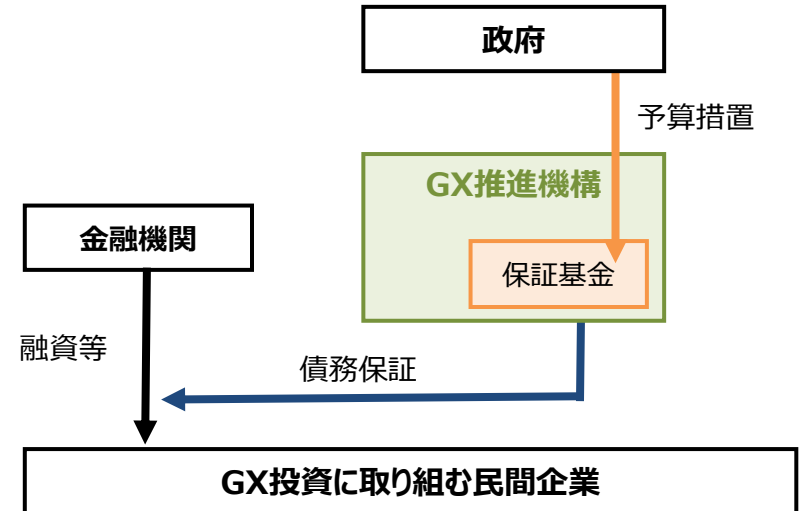 政府
予算措置
GX推進機構
金融機関
保証基金
融資等
債務保証
GX投資に取り組む民間企業